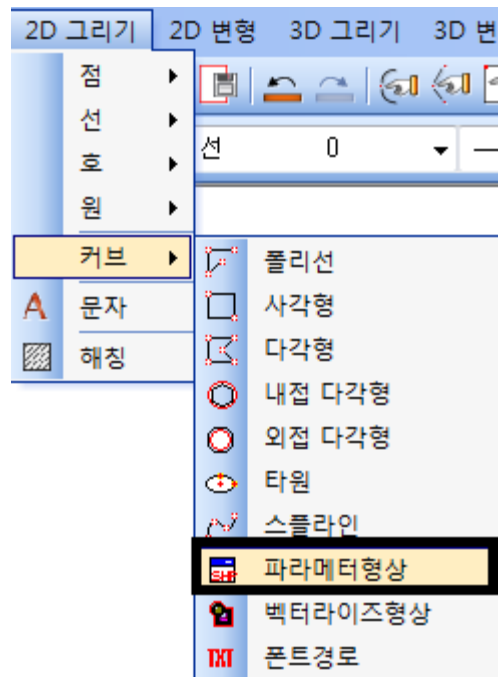 2D 그리기 2D 변형 3D 그리기 3D 변
점
선
선 0
호
원
커브
폴리선
문자
사각형
해칭
다각형
내접 다각형
외접 다각형
타원
스플라인
SHP 파라메터형상
벡터라이즈형상
TXT 폰트경로